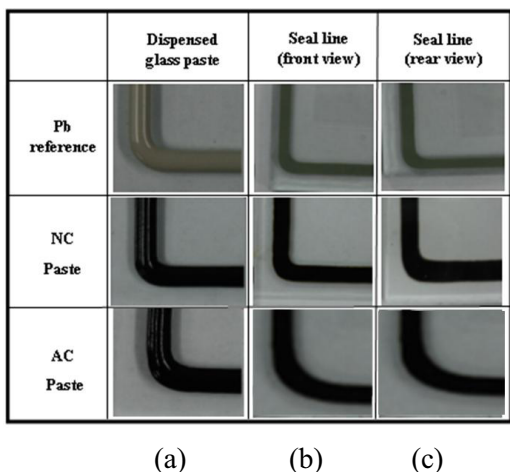 Dispensed
glass paste
Seal line
(front view)
Seal line
(rear view)
Pb
reference
NC
Paste
AC
Paste
(a)
(b)
(c)